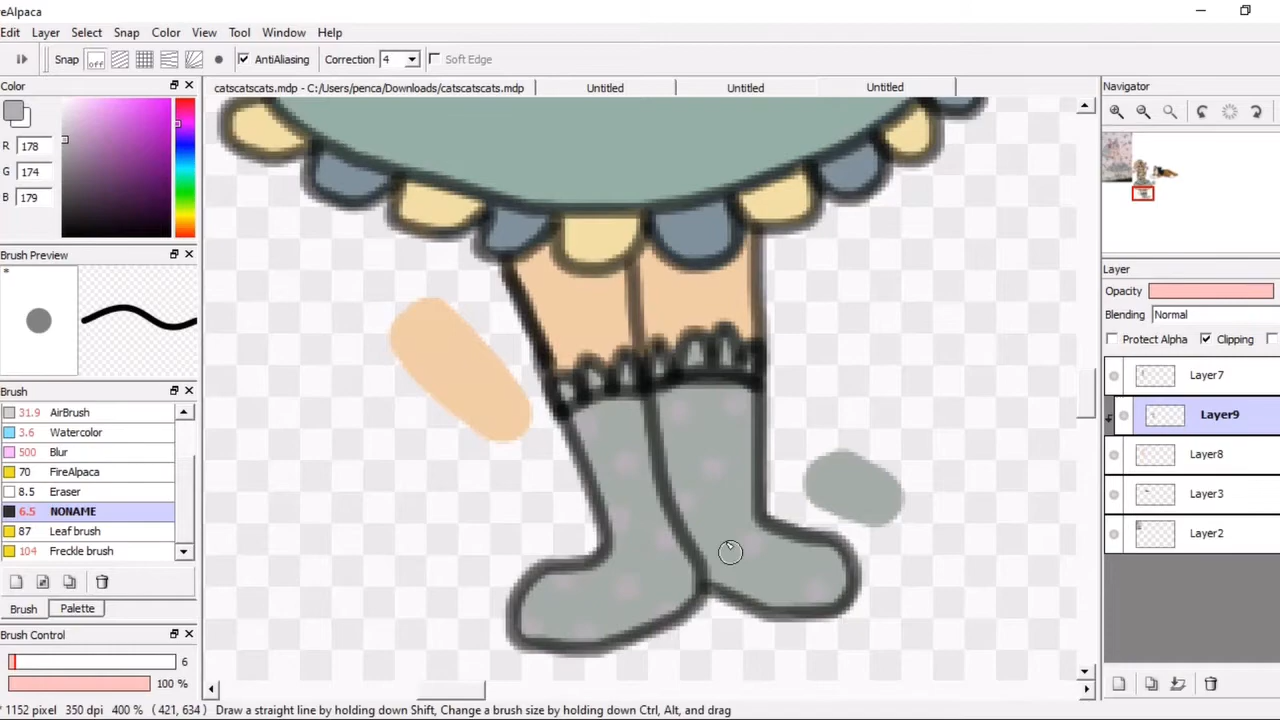 reAlpaca
Edit Layer Select Snap Color View Tool Window Help
Snap off AntiAliasing Correction 4 Soft Edge
Color
catscatscats.mdp - C:/Users/penca/Downloads/catscatscats.mdp Untitled Untitled Untitled
Navigator
R 178
G 174
B 179
Brush Preview
*
Layer
Opacity
Blending Normal
Protect Alpha Clipping
Layer7
Layer9
Layer8
Layer3
Layer2
Brush
31.9 AirBrush
3.6 Watercolor
500 Blur
70 FireAlpaca
8.5 Eraser
6.5 NONAME
87 Leaf brush
104 Freckle brush
Brush Palette
Brush Control
6
100 %
* 1152 pixel 350 dpi 400 % (421, 634) Draw a straight line by holding down Shift, Change a brush size by holding down Ctrl, Alt, and drag